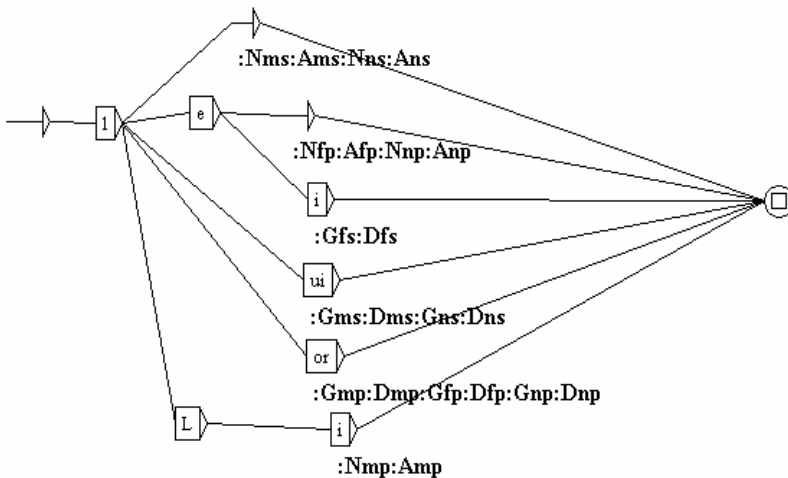 :Nms:Ams:Nns:Ans
l
e
:Nfp:Afp:Nnp:Anp
i
:Gfs:Dfs
ui
:Gms:Dms:Gns:Dns
or
:Gmp:Dmp:Gfp:Dfp:Gnp:Dnp
L
i
:Nmp:Amp